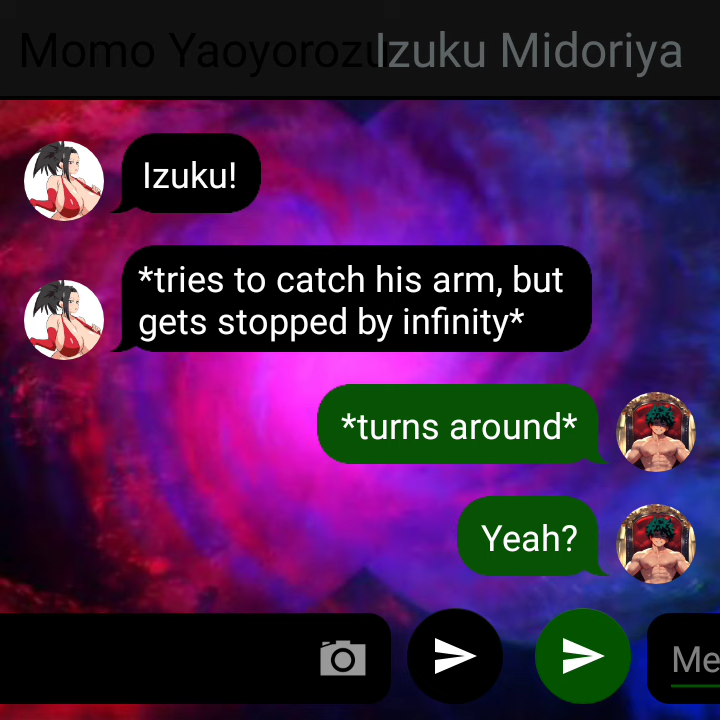 Momo Yaoyorozu Izuku Midoriya
Izuku!
*tries to catch his arm, but
gets stopped by infinity*
*turns around*
Yeah?
Me